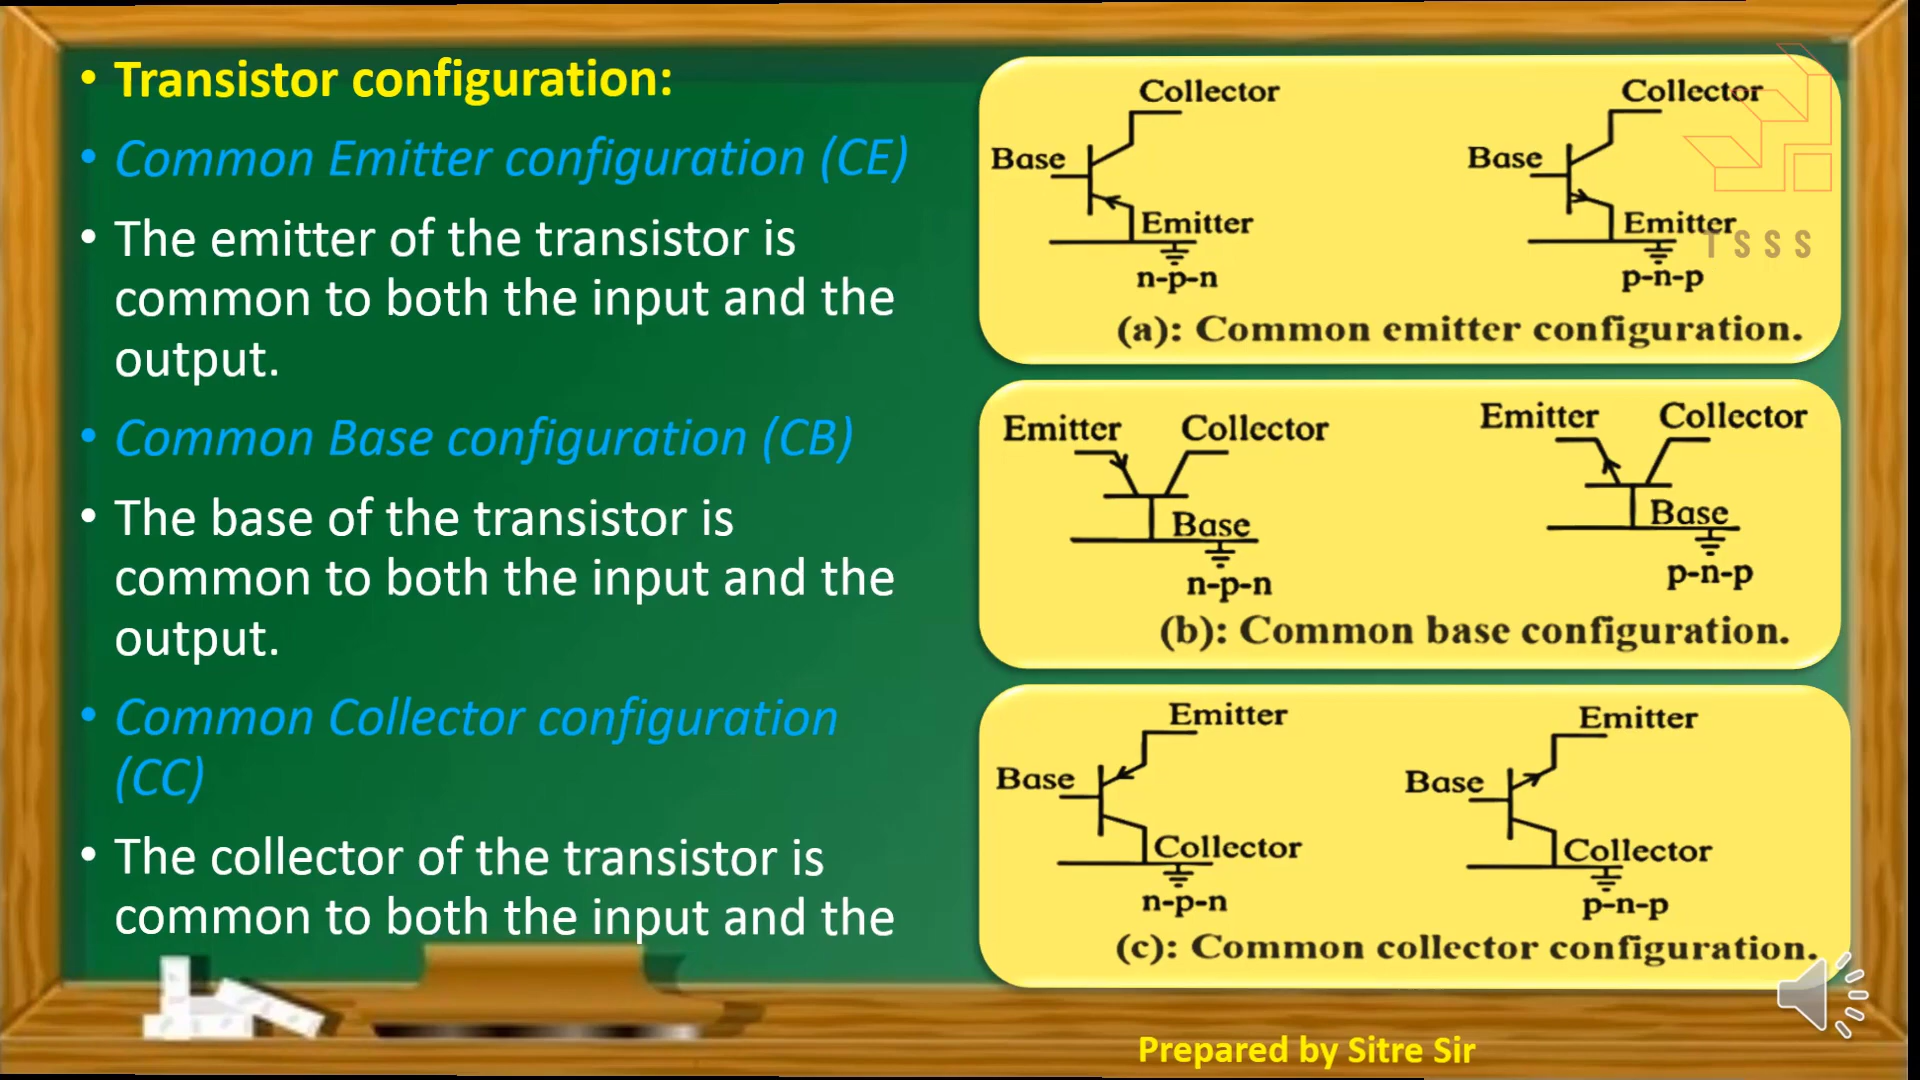 • Transistor configuration:
• Common Emitter configuration (CE)
• The emitter of the transistor is
common to both the input and the
output.
• Common Base configuration (CB)
• The base of the transistor is
common to both the input and the
output.
• Common Collector configuration
(CC)
• The collector of the transistor is
common to both the input and the
Collector
Base
Emitter
n-p-n
Collector
Base
Emitter
p-n-p
TSSS
(a): Common emitter configuration.
Emitter Collector
Base
n-p-n
Emitter Collector
Base
p-n-p
(b): Common base configuration.
Emitter
Base
Collector
n-p-n
Emitter
Base
Collector
p-n-p
(c): Common collector configuration.
Prepared by Sitre Sir